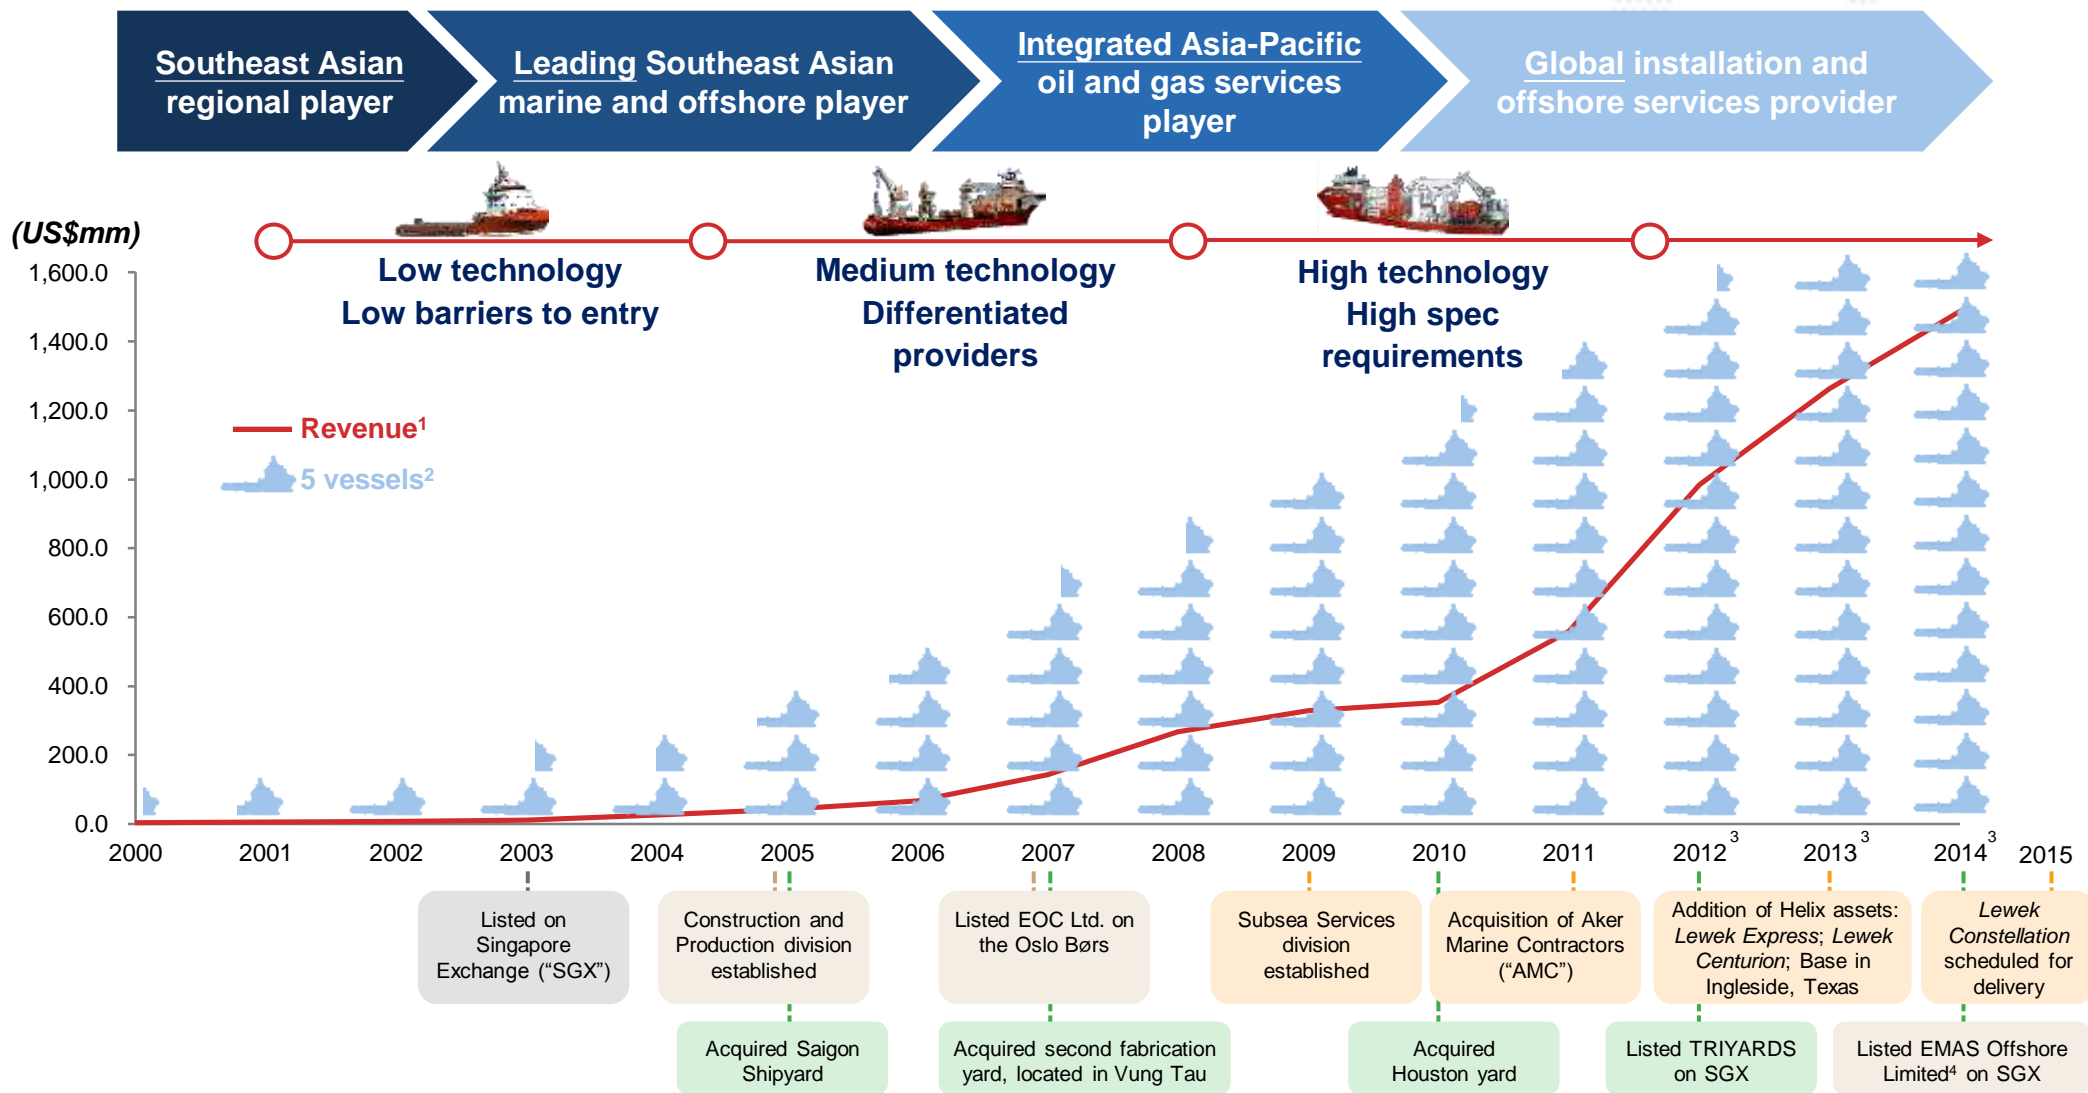 Southeast Asian
regional player
Leading Southeast Asian
marine and offshore player
Integrated Asia-Pacific
oil and gas services
player
Global installation and
offshore services provider
(US$mm)
Low technology
Low barriers to entry
Medium technology
Differentiated
providers
High technology
High spec
requirements
1,600.0
1,400.0
1,200.0
1,000.0
800.0
600.0
400.0
200.0
0.0
Revenue¹
5 vessels²
2000
2001
2002
2003
2004
2005
2006
2007
2008
2009
2010
2011
2012³
2013³
2014³
2015
Listed on
Singapore
Exchange (“SGX”)
Construction and
Production division
established
Listed EOC Ltd. on
the Oslo Børs
Subsea Services
division
established
Acquisition of Aker
Marine Contractors
(“AMC”)
Addition of Helix assets:
Lewek Express; Lewek
Centurion; Base in
Ingleside, Texas
Lewek
Constellation
scheduled for
delivery
Acquired Saigon
Shipyard
Acquired second fabrication
yard, located in Vung Tau
Acquired
Houston yard
Listed TRIYARDS
on SGX
Listed EMAS Offshore
Limited⁴ on SGX